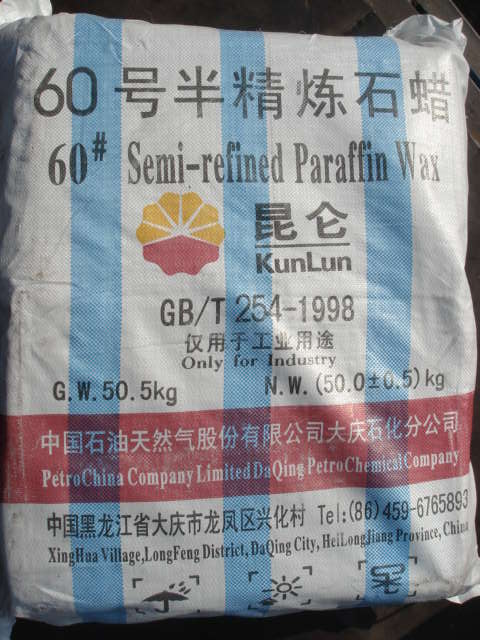 60号半精炼石蜡
60# Semi-refined Paraffin Wax
昆仑
KunLun
GB/T 254-1998
仅用于工业用途
Only for Industry
G.W.50.5kg N.W.(50.0±0.5)kg
中国石油天然气股份有限公司大庆石化分公司
PetroChina Company Limited DaQing PetroChemical Company
中国黑龙江省大庆市龙凤区兴化村 Tel:(86)459-6765893
XingHua Village,LongFeng District,DaQing City,HeiLongJiang Province,China